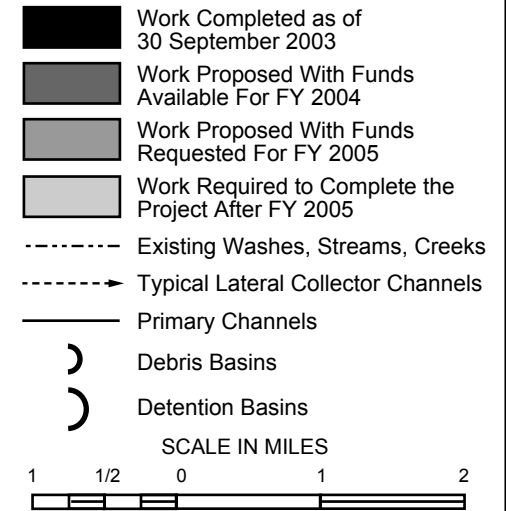 Work Completed as of
30 September 2003
Work Proposed With Funds
Available For FY 2004
Work Proposed With Funds
Requested For FY 2005
Work Required to Complete the
Project After FY 2005
Existing Washes, Streams, Creeks
Typical Lateral Collector Channels
Primary Channels
Debris Basins
Detention Basins
SCALE IN MILES
1 1/2 0 1 2